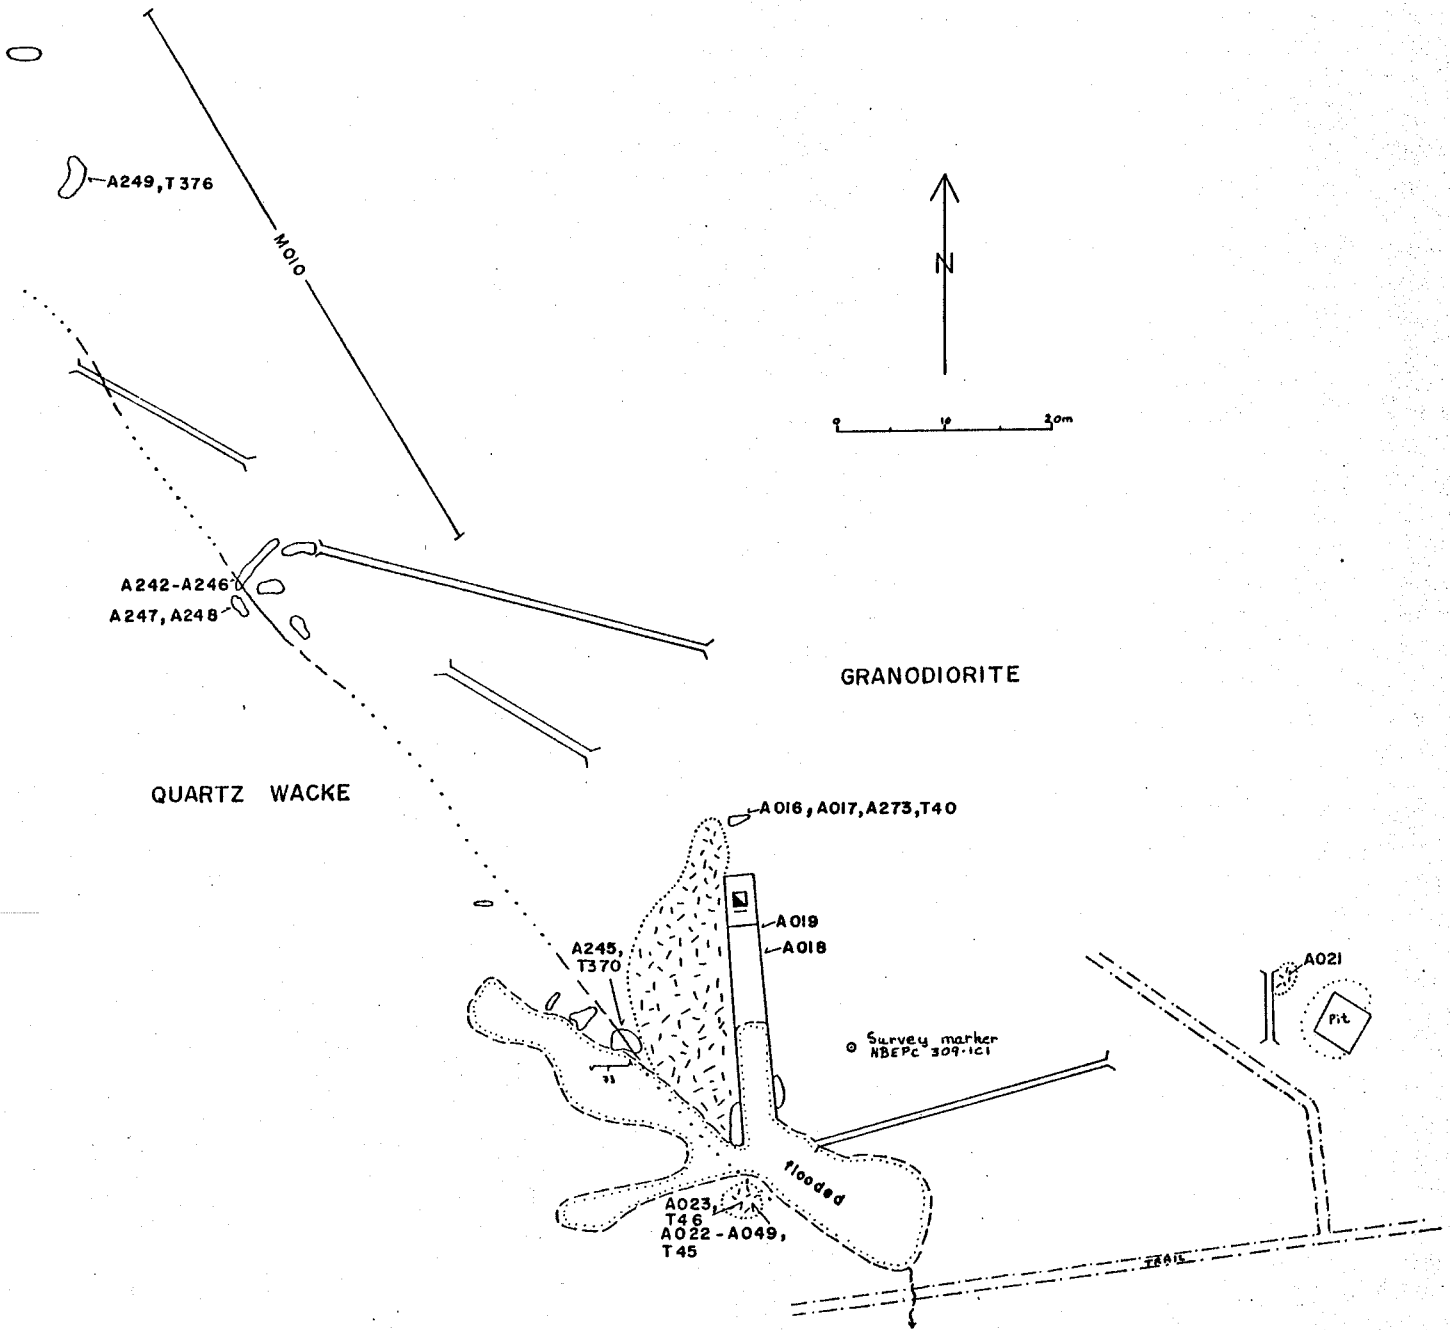 A249,T376
M010
N
0 10 20m
A242-A246
A247,A248
GRANODIORITE
QUARTZ WACKE
A016,A017,A273,T40
A019
A018
A245,
T370
A021
Pit
Survey marker
NBEPC 309-1C1
73
flooded
A023,
T46
A022-A049,
T45
TRAIL